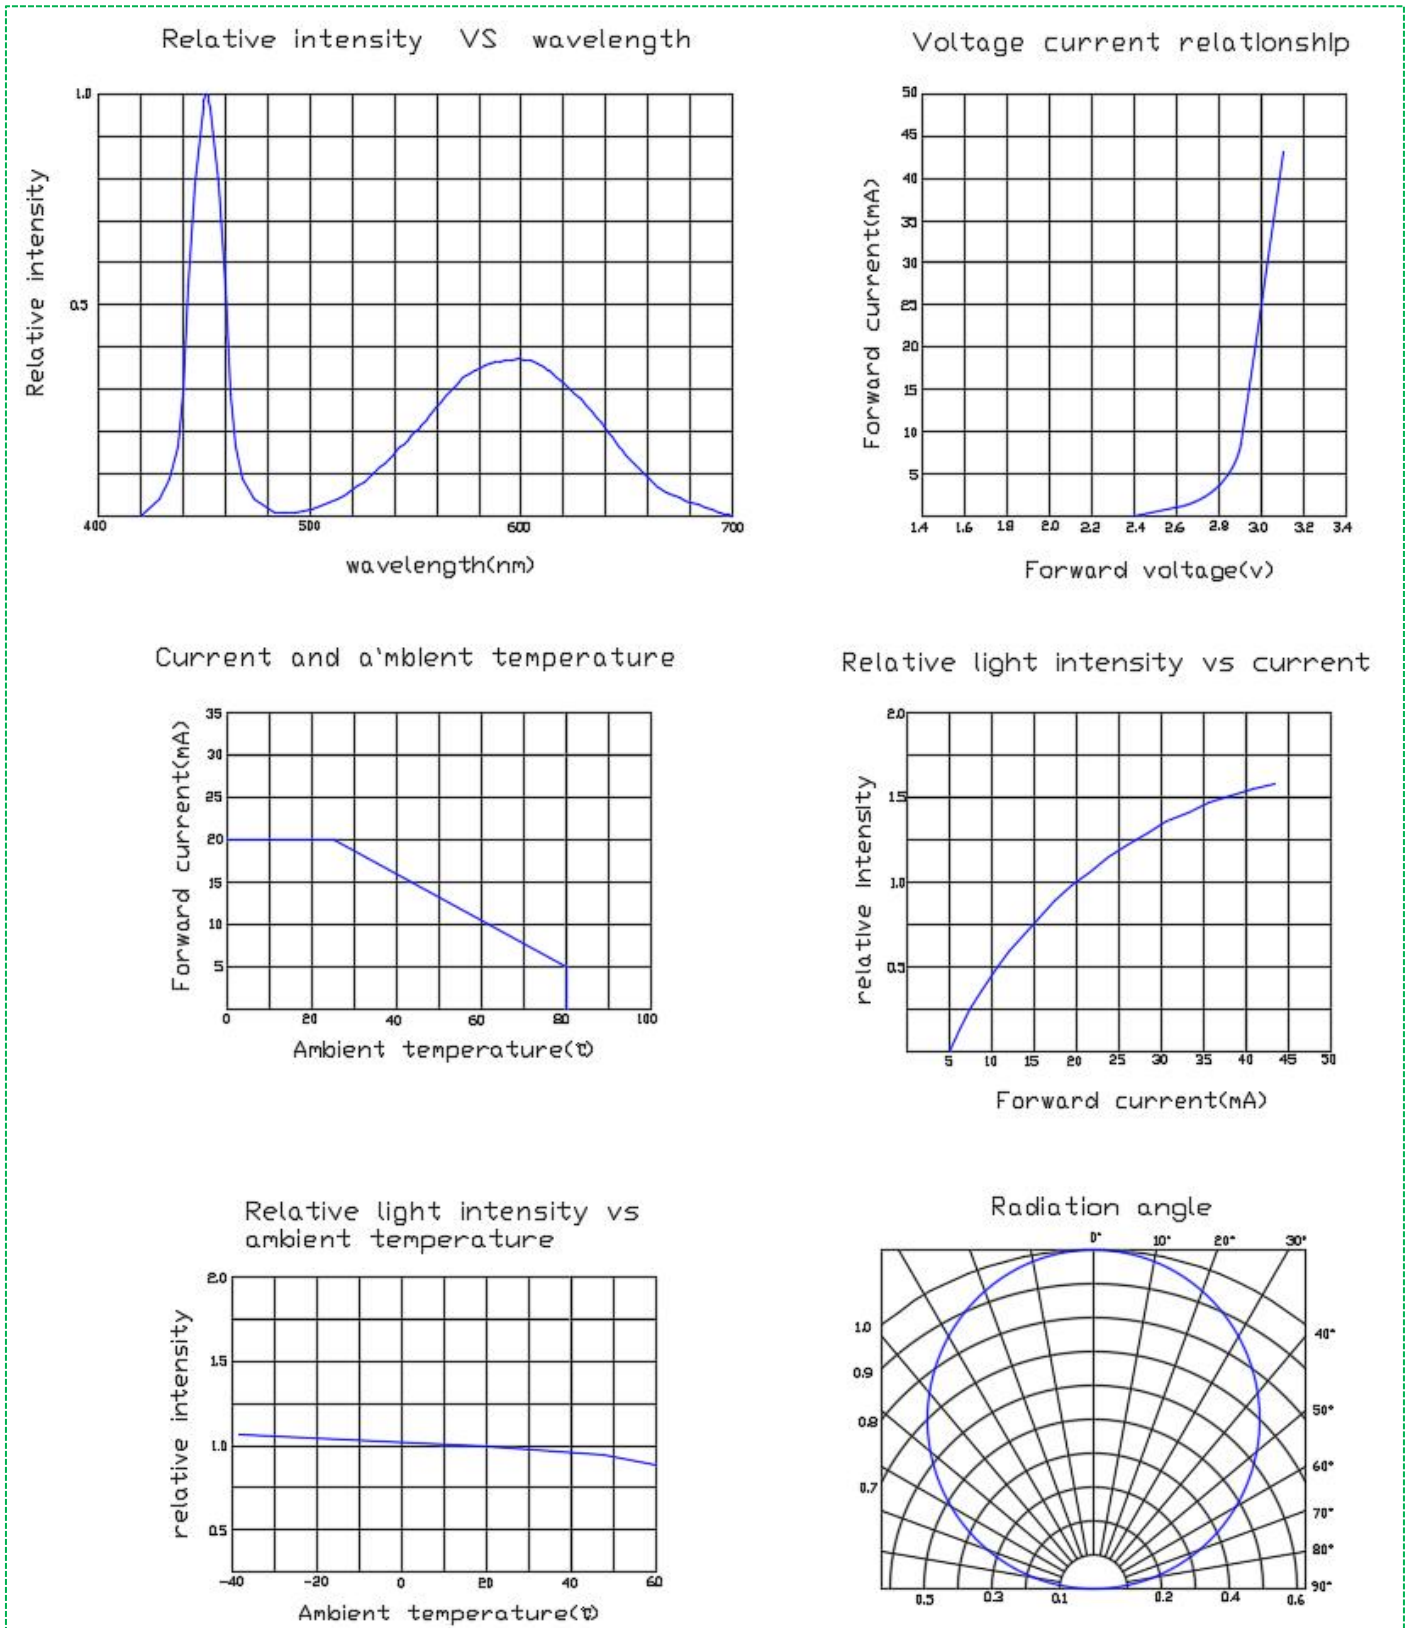 Relative intensity VS wavelength
1.0
0.5
Relative intensity
400 500 600 700
wavelength(nm)
Voltage current relationship
50
45
40
35
30
25
20
15
10
5
Forward current(mA)
1.4 1.6 1.8 2.0 2.2 2.4 2.6 2.8 3.0 3.2 3.4
Forward voltage(v)
Current and a'mbient temperature
35
30
25
20
15
10
5
Forward current(mA)
0 20 40 60 80 100
Ambient temperature(℃)
Relative light intensity vs current
2.0
1.5
1.0
0.5
relative Intensity
5 10 15 20 25 30 35 40 45 50
Forward current(mA)
Relative light intensity vs
ambient temperature
2.0
1.5
1.0
0.5
relative intensity
-40 -20 0 20 40 60
Ambient temperature(℃)
Radiation angle
0° 10° 20° 30°
1.0 40°
0.9
0.8 50°
60°
0.7
70°
80°
90°
0.5 0.3 0.1 0.2 0.4 0.6